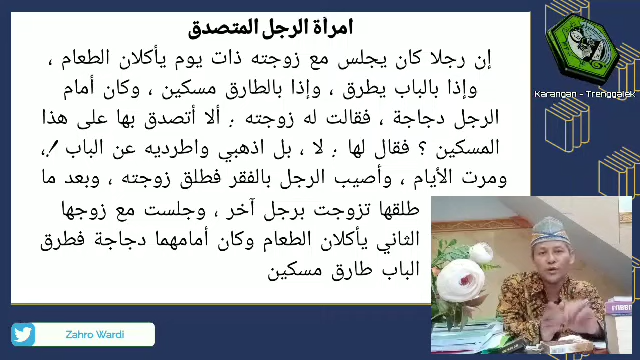 امرأة الرجل المتصدق
إن رجلا كان يجلس مع زوجته ذات يوم يأكلان الطعام ،
وإذا بالباب يطرق ، وإذا بالطارق مسكين ، وكان أمام
الرجل دجاجة ، فقالت له زوجته : ألا أتصدق بها على هذا
المسكين ؟ فقال لها : لا ، بل اذهبي واطرديه عن الباب !،
ومرت الأيام ، وأصيب الرجل بالفقر فطلق زوجته ، وبعد ما
طلقها تزوجت برجل آخر ، وجلست مع زوجها
الثاني يأكلان الطعام وكان أمامهما دجاجة فطرق
الباب طارق مسكين
Karangan - Trenggalek
Zahro Wardi